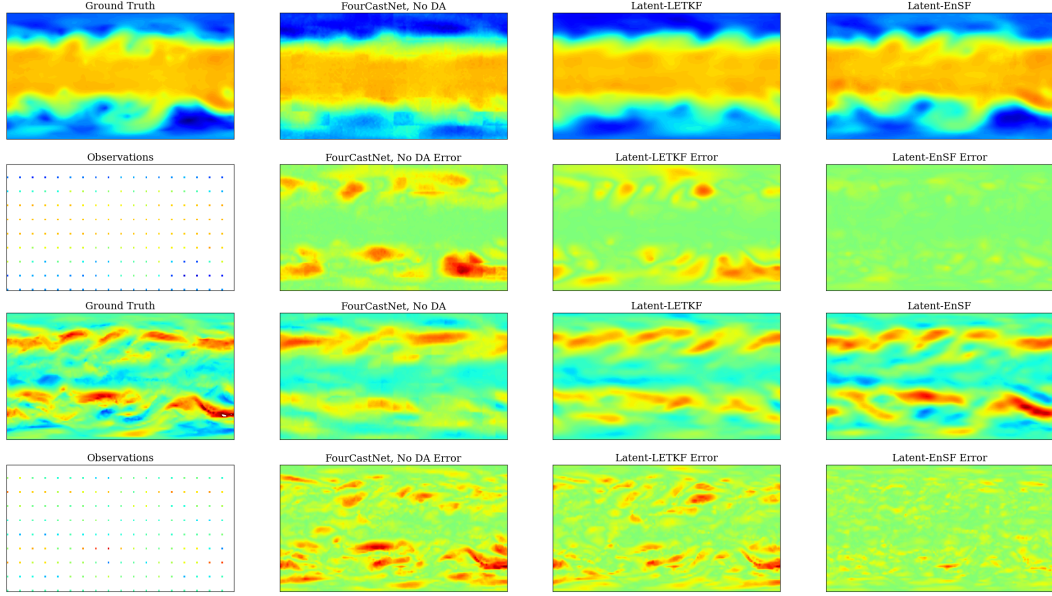 Ground Truth
FourCastNet, No DA
Latent-LETKF
Latent-EnSF
Observations
FourCastNet, No DA Error
Latent-LETKF Error
Latent-EnSF Error
Ground Truth
FourCastNet, No DA
Latent-LETKF
Latent-EnSF
Observations
FourCastNet, No DA Error
Latent-LETKF Error
Latent-EnSF Error